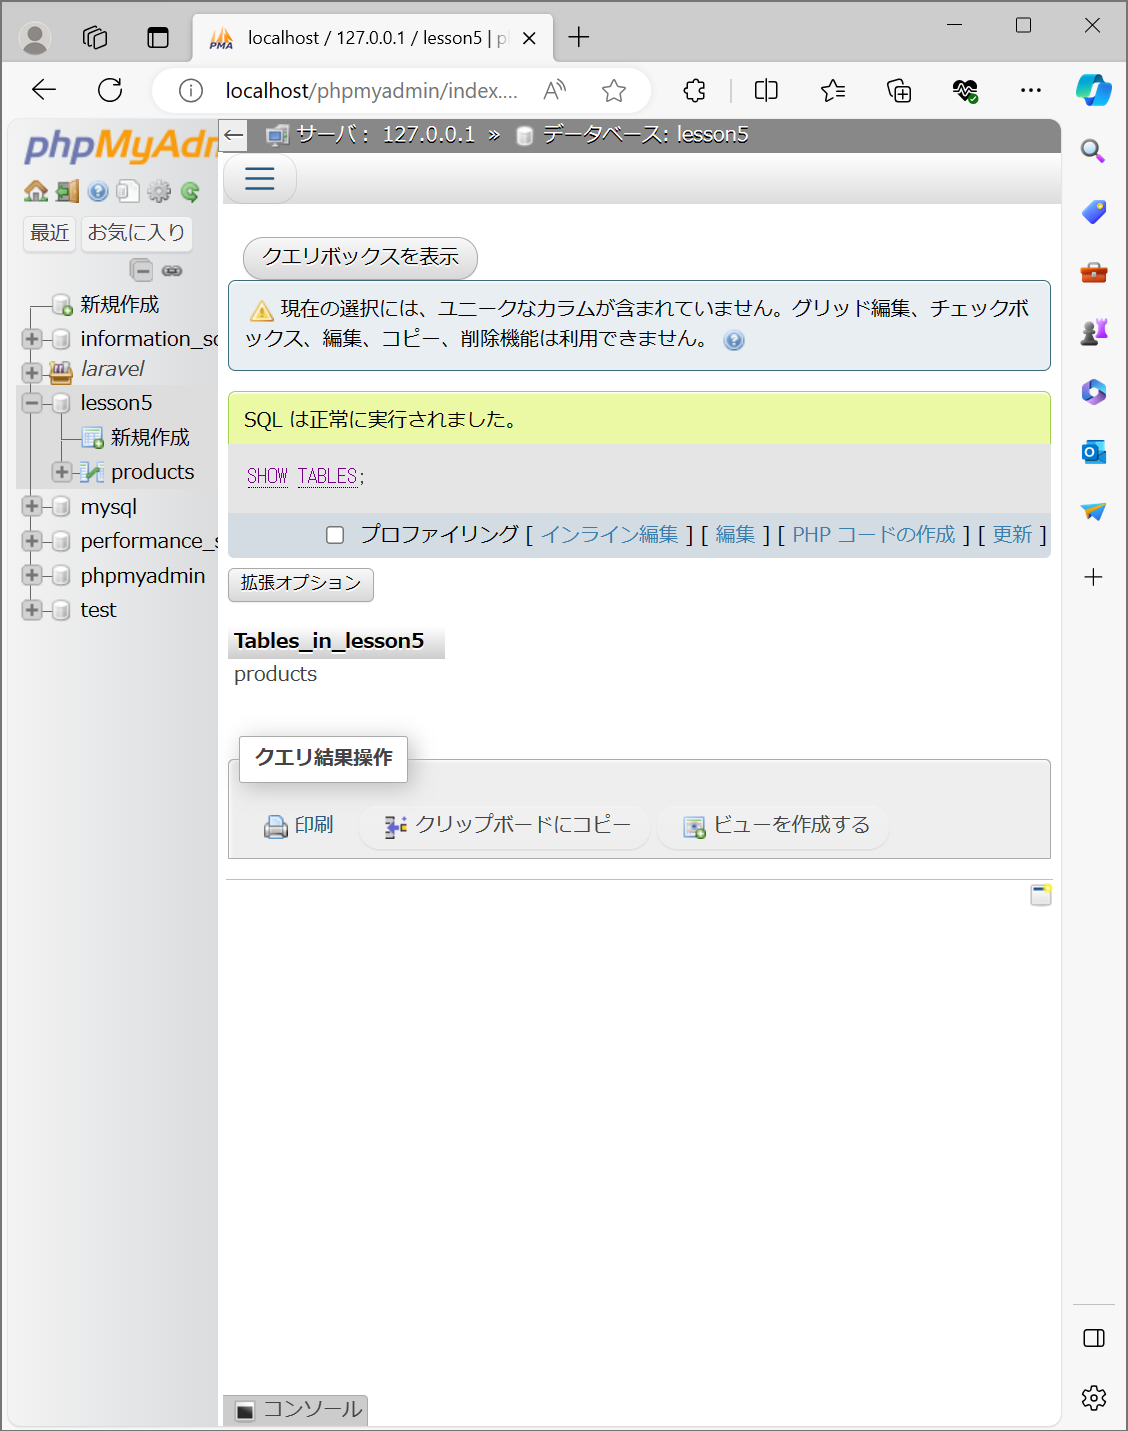 localhost / 127.0.0.1 / lesson5 | p
localhost/phpmyadmin/index....
phpMyAdm
← サーバ: 127.0.0.1 » データベース: lesson5
最近 お気に入り
新規作成
information_sc
laravel
lesson5
新規作成
products
mysql
performance_s
phpmyadmin
test
クエリボックスを表示
現在の選択には、ユニークなカラムが含まれていません。グリッド編集、チェックボ
ックス、編集、コピー、削除機能は利用できません。
SQL は正常に実行されました。
SHOW TABLES;
プロファイリング [ インライン編集 ] [ 編集 ] [ PHP コードの作成 ] [ 更新 ]
拡張オプション
Tables_in_lesson5
products
クエリ結果操作
印刷 クリップボードにコピー ビューを作成する
コンソール